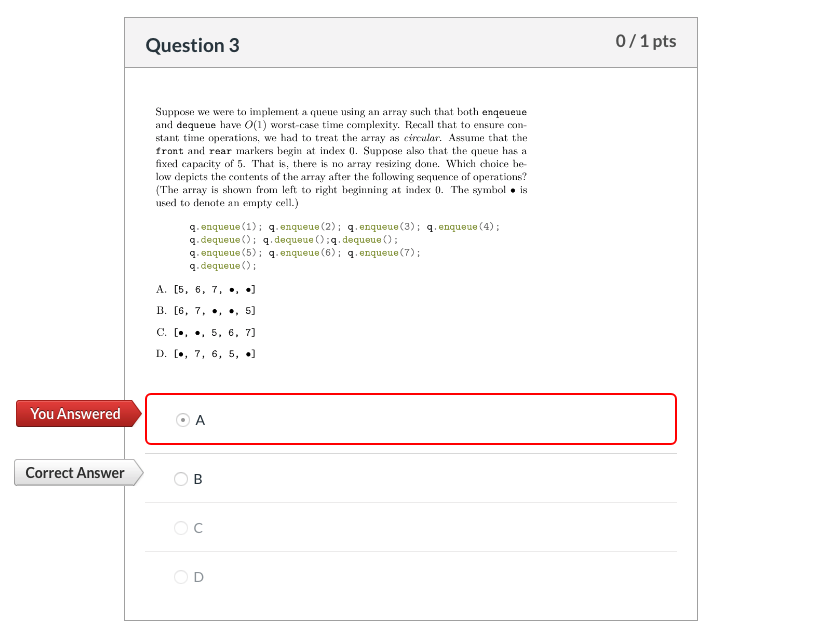 Question 3
0 / 1 pts
Suppose we were to implement a queue using an array such that both enqueueue
and dequeue have O(1) worst-case time complexity. Recall that to ensure con-
stant time operations, we had to treat the array as circular. Assume that the
front and rear markers begin at index 0. Suppose also that the queue has a
fixed capacity of 5. That is, there is no array resizing done. Which choice be-
low depicts the contents of the array after the following sequence of operations?
(The array is shown from left to right beginning at index 0. The symbol • is
used to denote an empty cell.)
q.enqueue(1); q.enqueue(2); q.enqueue(3); q.enqueue(4);
q.dequeue(); q.dequeue();q.dequeue();
q.enqueue(5); q.enqueue(6); q.enqueue(7);
q.dequeue();
A. [5, 6, 7, •, •]
B. [6, 7, •, •, 5]
C. [•, •, 5, 6, 7]
D. [•, 7, 6, 5, •]
You Answered
A
Correct Answer
B
C
D